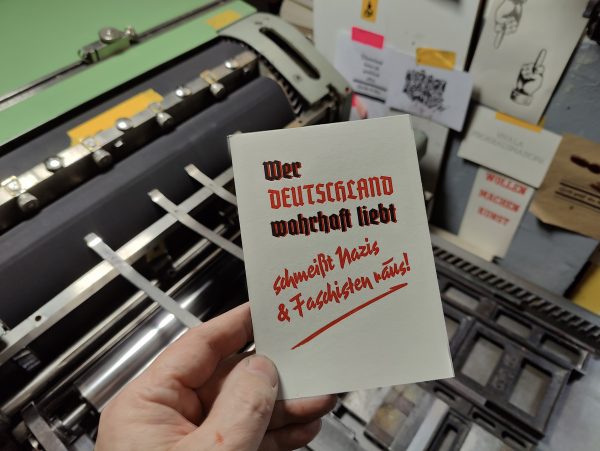 Wer
DEUTSCHLAND
wahrhaft liebt
schmeißt Nazis
& Faschisten raus!
WOLLEN
MACHEN
KUNST